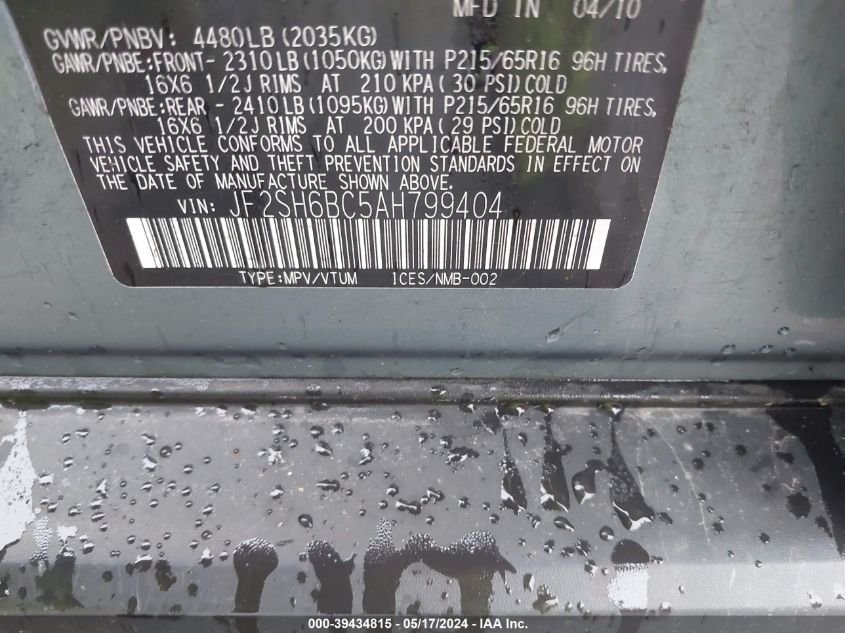 MFD IN 04/10
GVWR/PNBV: 4480LB(2035KG)
GAWR/PNBE:FRONT- 2310LB(1050KG)WITH P215/65R16 96H TIRES,
16X6 1/2J RIMS AT 210KPA(30 PSI)COLD
GAWR/PNBE:REAR - 2410LB(1095KG)WITH P215/65R16 96H TIRES,
16X6 1/2J RIMS AT 200KPA(29 PSI)COLD
THIS VEHICLE CONFORMS TO ALL APPLICABLE FEDERAL MOTOR
VEHICLE SAFETY AND THEFT PREVENTION STANDARDS IN EFFECT ON
THE DATE OF MANUFACTURE SHOWN ABOVE.
VIN: JF2SH6BC5AH799404
TYPE:MPV/VTUM ICES/NMB-002
000-39434815 - 05/17/2024 - IAA Inc.